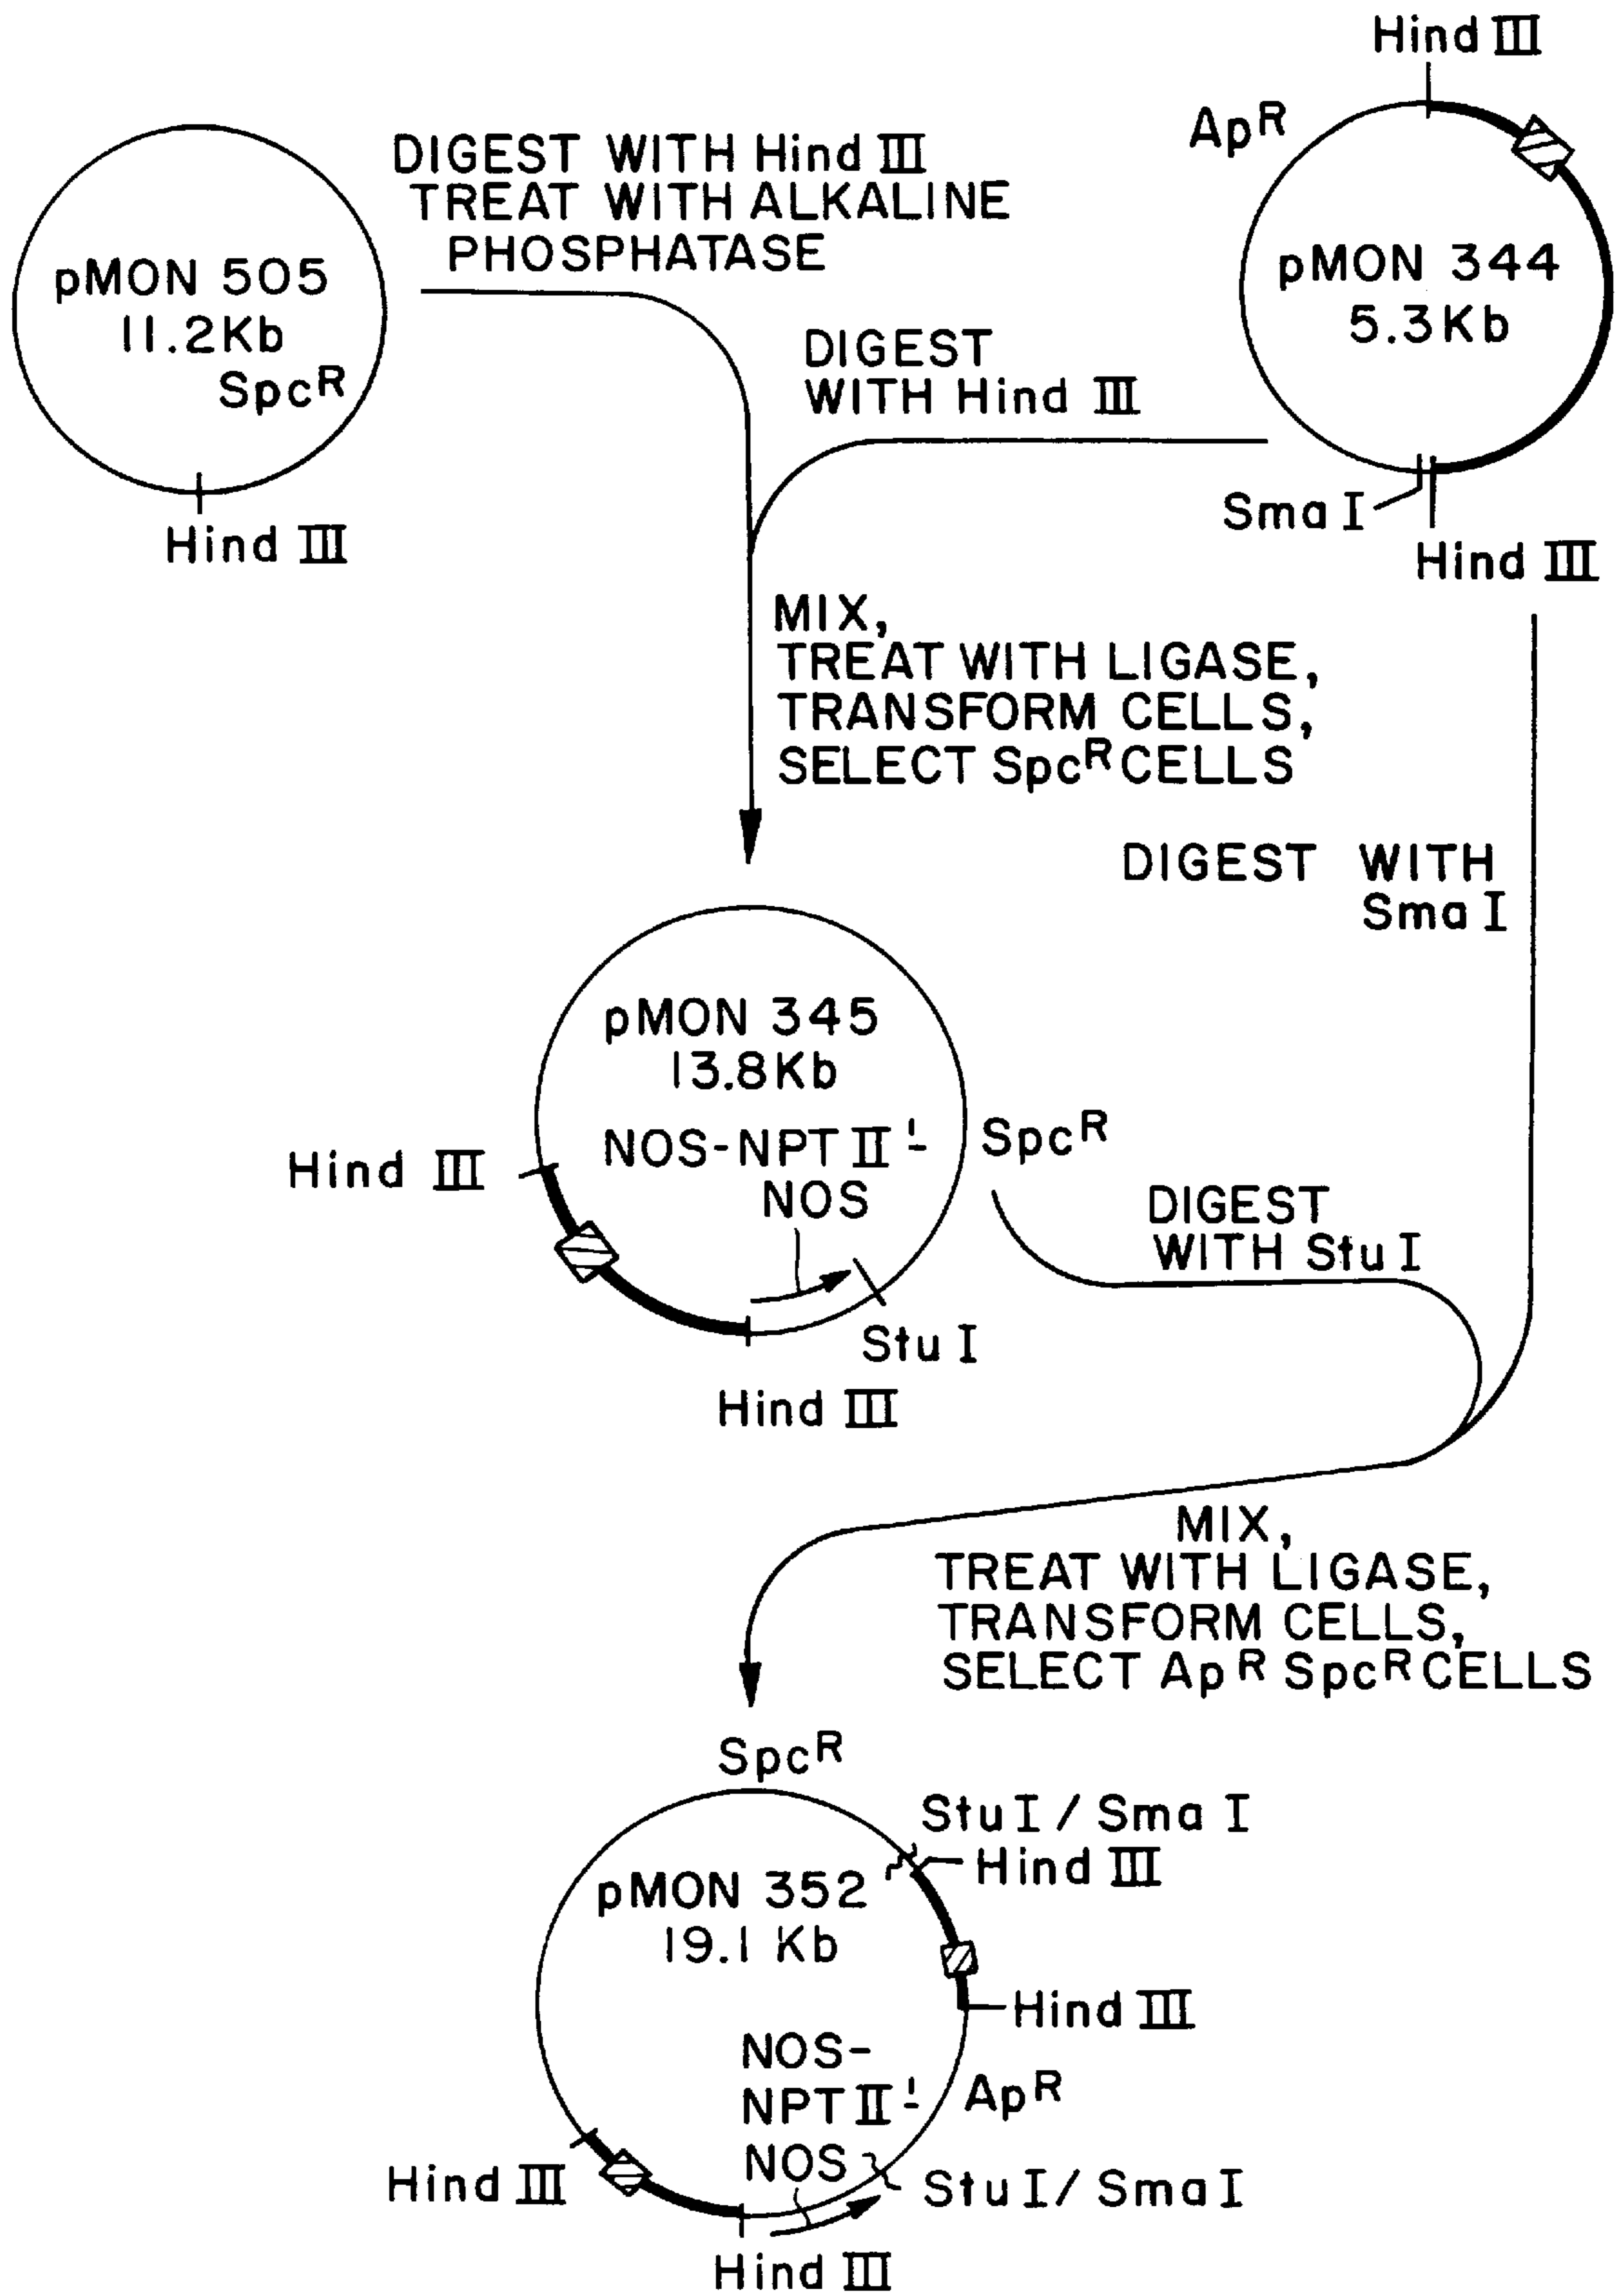 pMON 505
11.2Kb
SpcR
Hind III
DIGEST WITH Hind III
TREAT WITH ALKALINE
PHOSPHATASE
Hind III
ApR
pMON 344
5.3Kb
Sma I
Hind III
DIGEST
WITH Hind III
MIX,
TREAT WITH LIGASE,
TRANSFORM CELLS,
SELECT SpcR CELLS
DIGEST WITH
Sma I
pMON 345
13.8Kb
NOS-NPT II'-
NOS
SpcR
Hind III
Stu I
Hind III
DIGEST
WITH Stu I
MIX,
TREAT WITH LIGASE,
TRANSFORM CELLS,
SELECT ApR SpcR CELLS
SpcR
Stu I / Sma I
Hind III
pMON 352
19.1 Kb
Hind III
NOS-
NPT II'-
NOS
ApR
Stu I / Sma I
Hind III
Hind III